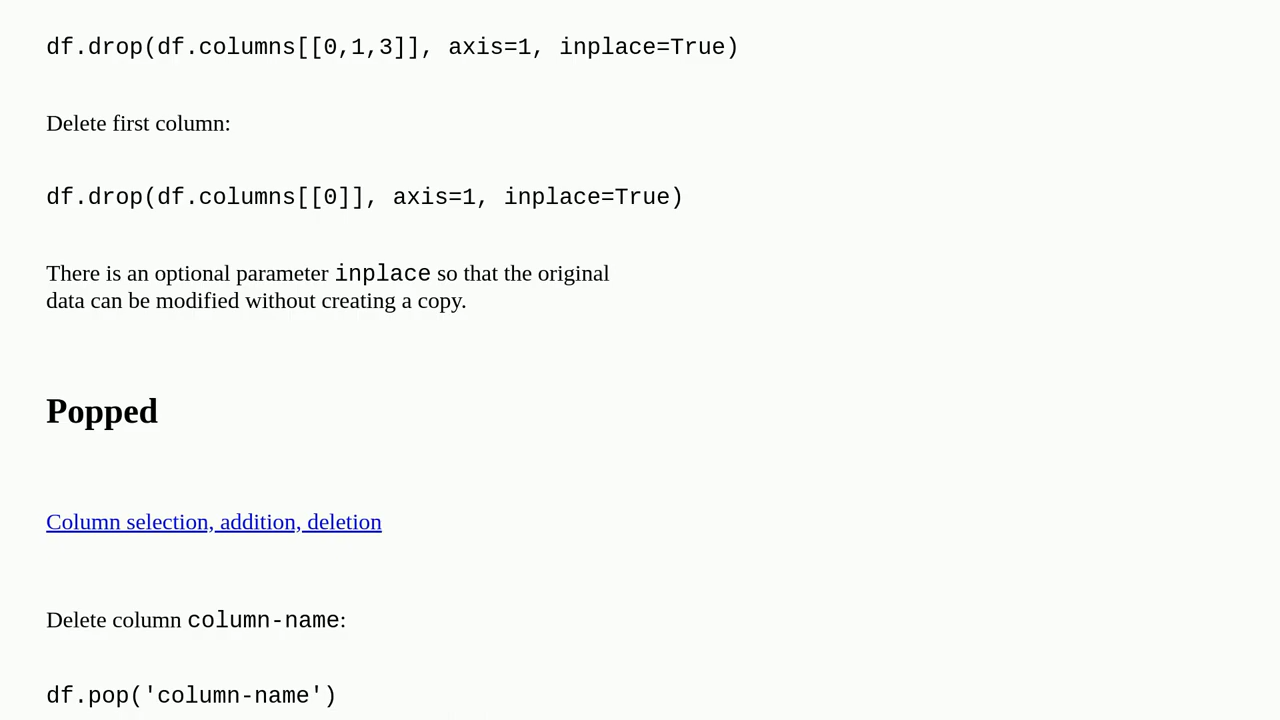 df.drop(df.columns[[0,1,3]], axis=1, inplace=True)
Delete first column:
df.drop(df.columns[[0]], axis=1, inplace=True)
There is an optional parameter inplace so that the original
data can be modified without creating a copy.
Popped
Column selection, addition, deletion
Delete column column-name:
df.pop('column-name')